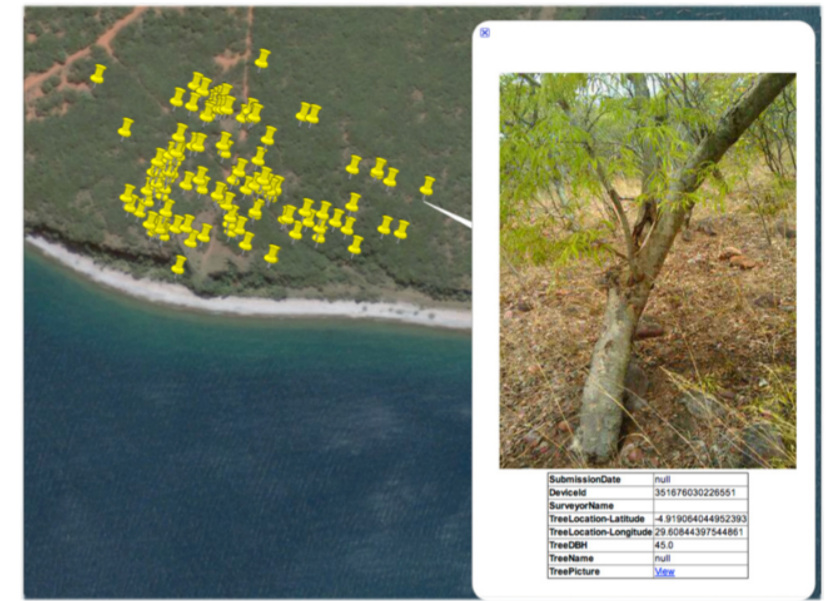 SubmissionDate null
DeviceId 351676030226551
SurveyorName
TreeLocation-Latitude -4.919064044952393
TreeLocation-Longitude 29.60844397544861
TreeDBH 45.0
TreeName null
TreePicture View